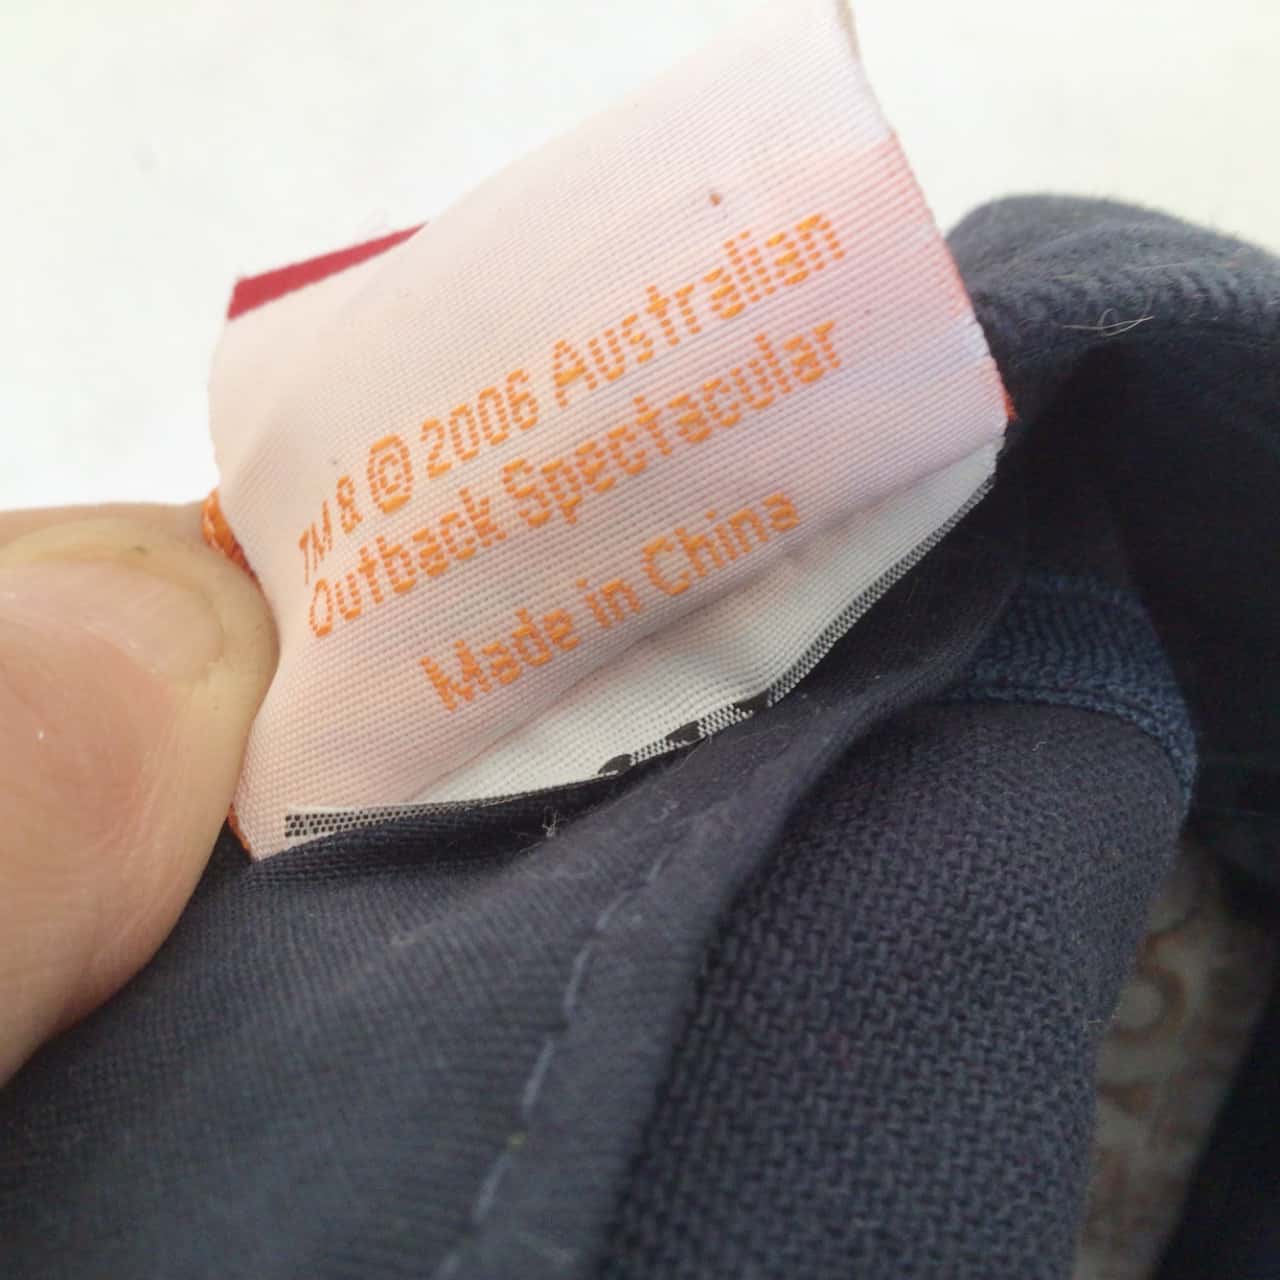 TM & © 2006 Australian
Outback Spectacular
Made in China